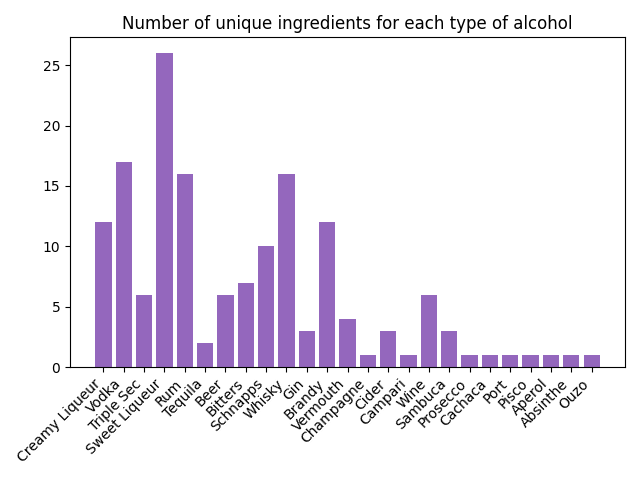 Number of unique ingredients for each type of alcohol
25
20
15
10
5
0
Creamy Liqueur
Vodka
Triple Sec
Sweet Liqueur
Rum
Tequila
Beer
Bitters
Schnapps
Whisky
Gin
Brandy
Vermouth
Champagne
Cider
Campari
Wine
Sambuca
Prosecco
Cachaca
Port
Pisco
Aperol
Absinthe
Ouzo